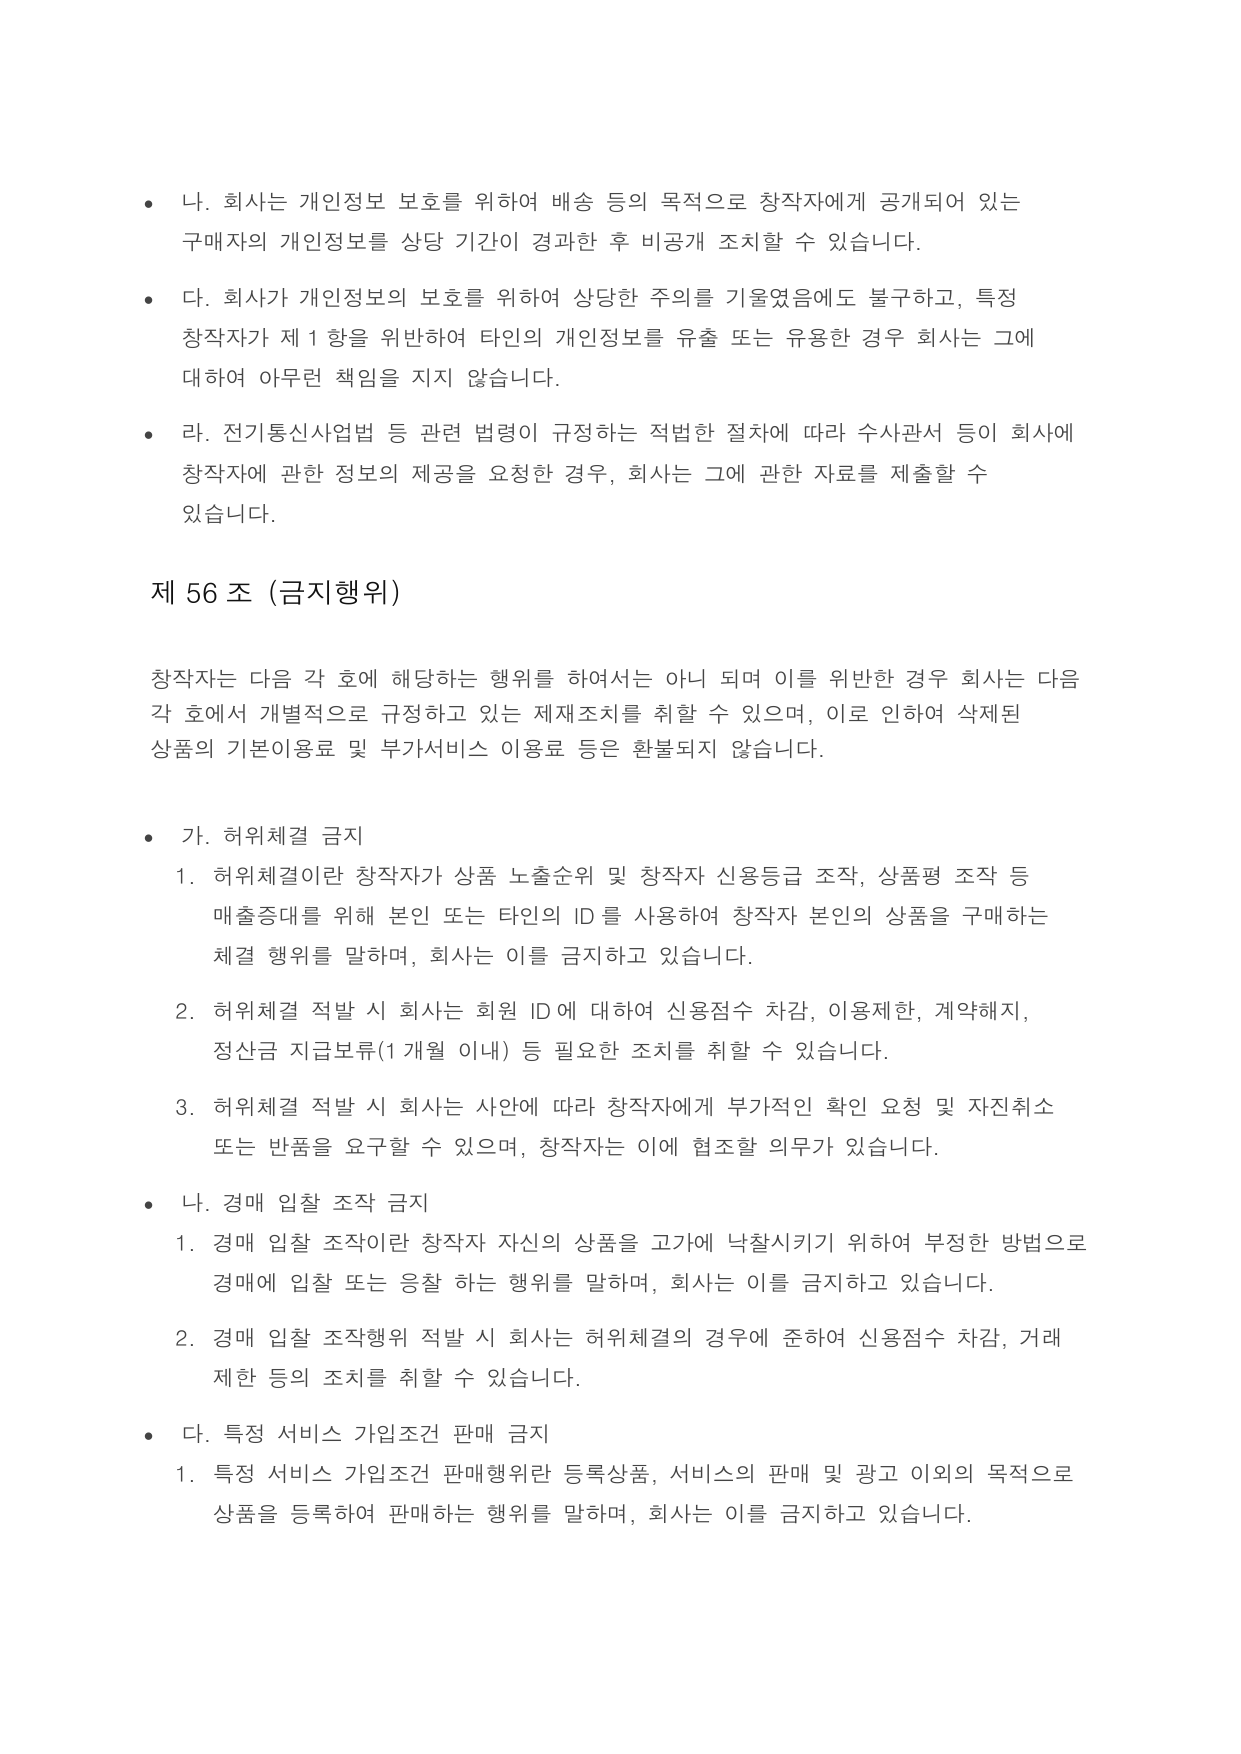 • 나. 회사는 개인정보 보호를 위하여 배송 등의 목적으로 창작자에게 공개되어 있는
구매자의 개인정보를 상당 기간이 경과한 후 비공개 조치할 수 있습니다.
• 다. 회사가 개인정보의 보호를 위하여 상당한 주의를 기울였음에도 불구하고, 특정
창작자가 제 1 항을 위반하여 타인의 개인정보를 유출 또는 유용한 경우 회사는 그에
대하여 아무런 책임을 지지 않습니다.
• 라. 전기통신사업법 등 관련 법령이 규정하는 적법한 절차에 따라 수사관서 등이 회사에
창작자에 관한 정보의 제공을 요청한 경우, 회사는 그에 관한 자료를 제출할 수
있습니다.
제 56 조 (금지행위)
창작자는 다음 각 호에 해당하는 행위를 하여서는 아니 되며 이를 위반한 경우 회사는 다음
각 호에서 개별적으로 규정하고 있는 제재조치를 취할 수 있으며, 이로 인하여 삭제된
상품의 기본이용료 및 부가서비스 이용료 등은 환불되지 않습니다.
• 가. 허위체결 금지
1. 허위체결이란 창작자가 상품 노출순위 및 창작자 신용등급 조작, 상품평 조작 등
매출증대를 위해 본인 또는 타인의 ID 를 사용하여 창작자 본인의 상품을 구매하는
체결 행위를 말하며, 회사는 이를 금지하고 있습니다.
2. 허위체결 적발 시 회사는 회원 ID 에 대하여 신용점수 차감, 이용제한, 계약해지,
정산금 지급보류(1 개월 이내) 등 필요한 조치를 취할 수 있습니다.
3. 허위체결 적발 시 회사는 사안에 따라 창작자에게 부가적인 확인 요청 및 자진취소
또는 반품을 요구할 수 있으며, 창작자는 이에 협조할 의무가 있습니다.
• 나. 경매 입찰 조작 금지
1. 경매 입찰 조작이란 창작자 자신의 상품을 고가에 낙찰시키기 위하여 부정한 방법으로
경매에 입찰 또는 응찰 하는 행위를 말하며, 회사는 이를 금지하고 있습니다.
2. 경매 입찰 조작행위 적발 시 회사는 허위체결의 경우에 준하여 신용점수 차감, 거래
제한 등의 조치를 취할 수 있습니다.
• 다. 특정 서비스 가입조건 판매 금지
1. 특정 서비스 가입조건 판매행위란 등록상품, 서비스의 판매 및 광고 이외의 목적으로
상품을 등록하여 판매하는 행위를 말하며, 회사는 이를 금지하고 있습니다.